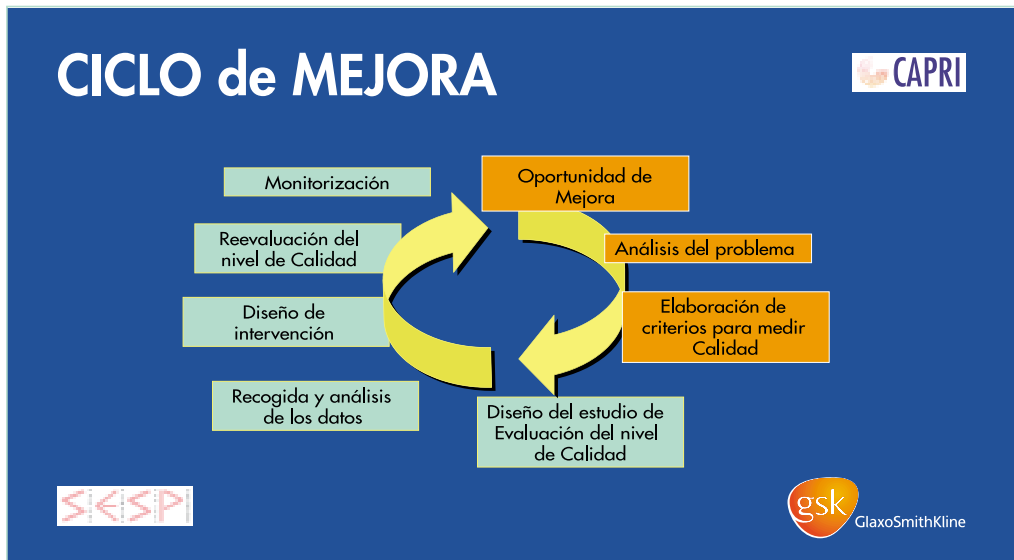 CICLO de MEJORA
CAPRI
Monitorización
Oportunidad de
Mejora
Reevaluación del
nivel de Calidad
Análisis del problema
Diseño de
intervención
Elaboración de
criterios para medir
Calidad
Recogida y análisis
de los datos
Diseño del estudio de
Evaluación del nivel
de Calidad
SESPI
gsk
GlaxoSmithKline